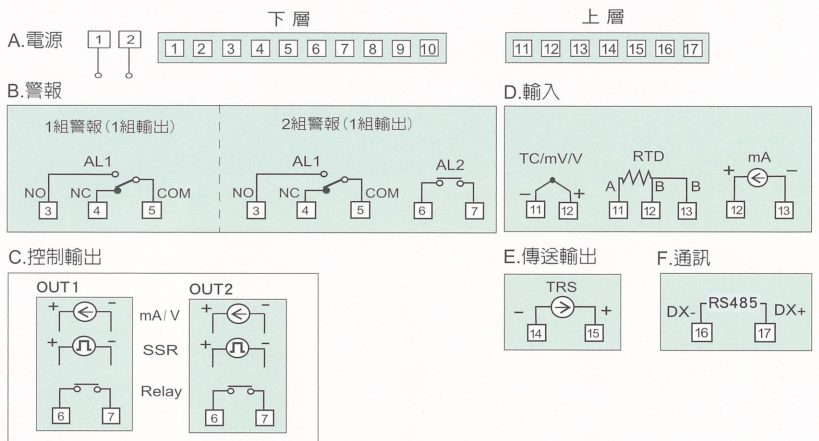 下層 上層
A.電源 1 2 1 2 3 4 5 6 7 8 9 10 11 12 13 14 15 16 17
B.警報 D.輸入
1組警報(1組輸出) 2組警報(1組輸出)
AL1 AL1 AL2 TC/mV/V RTD mA
NO NC COM NO NC COM - + A B B + -
3 4 5 3 4 5 6 7 11 12 11 12 13 12 13
C.控制輸出 E.傳送輸出 F.通訊
OUT1 OUT2 TRS RS485
+ - mA/V + - - + DX- DX+
14 15 16 17
+ - SSR + -
Relay
6 7 6 7